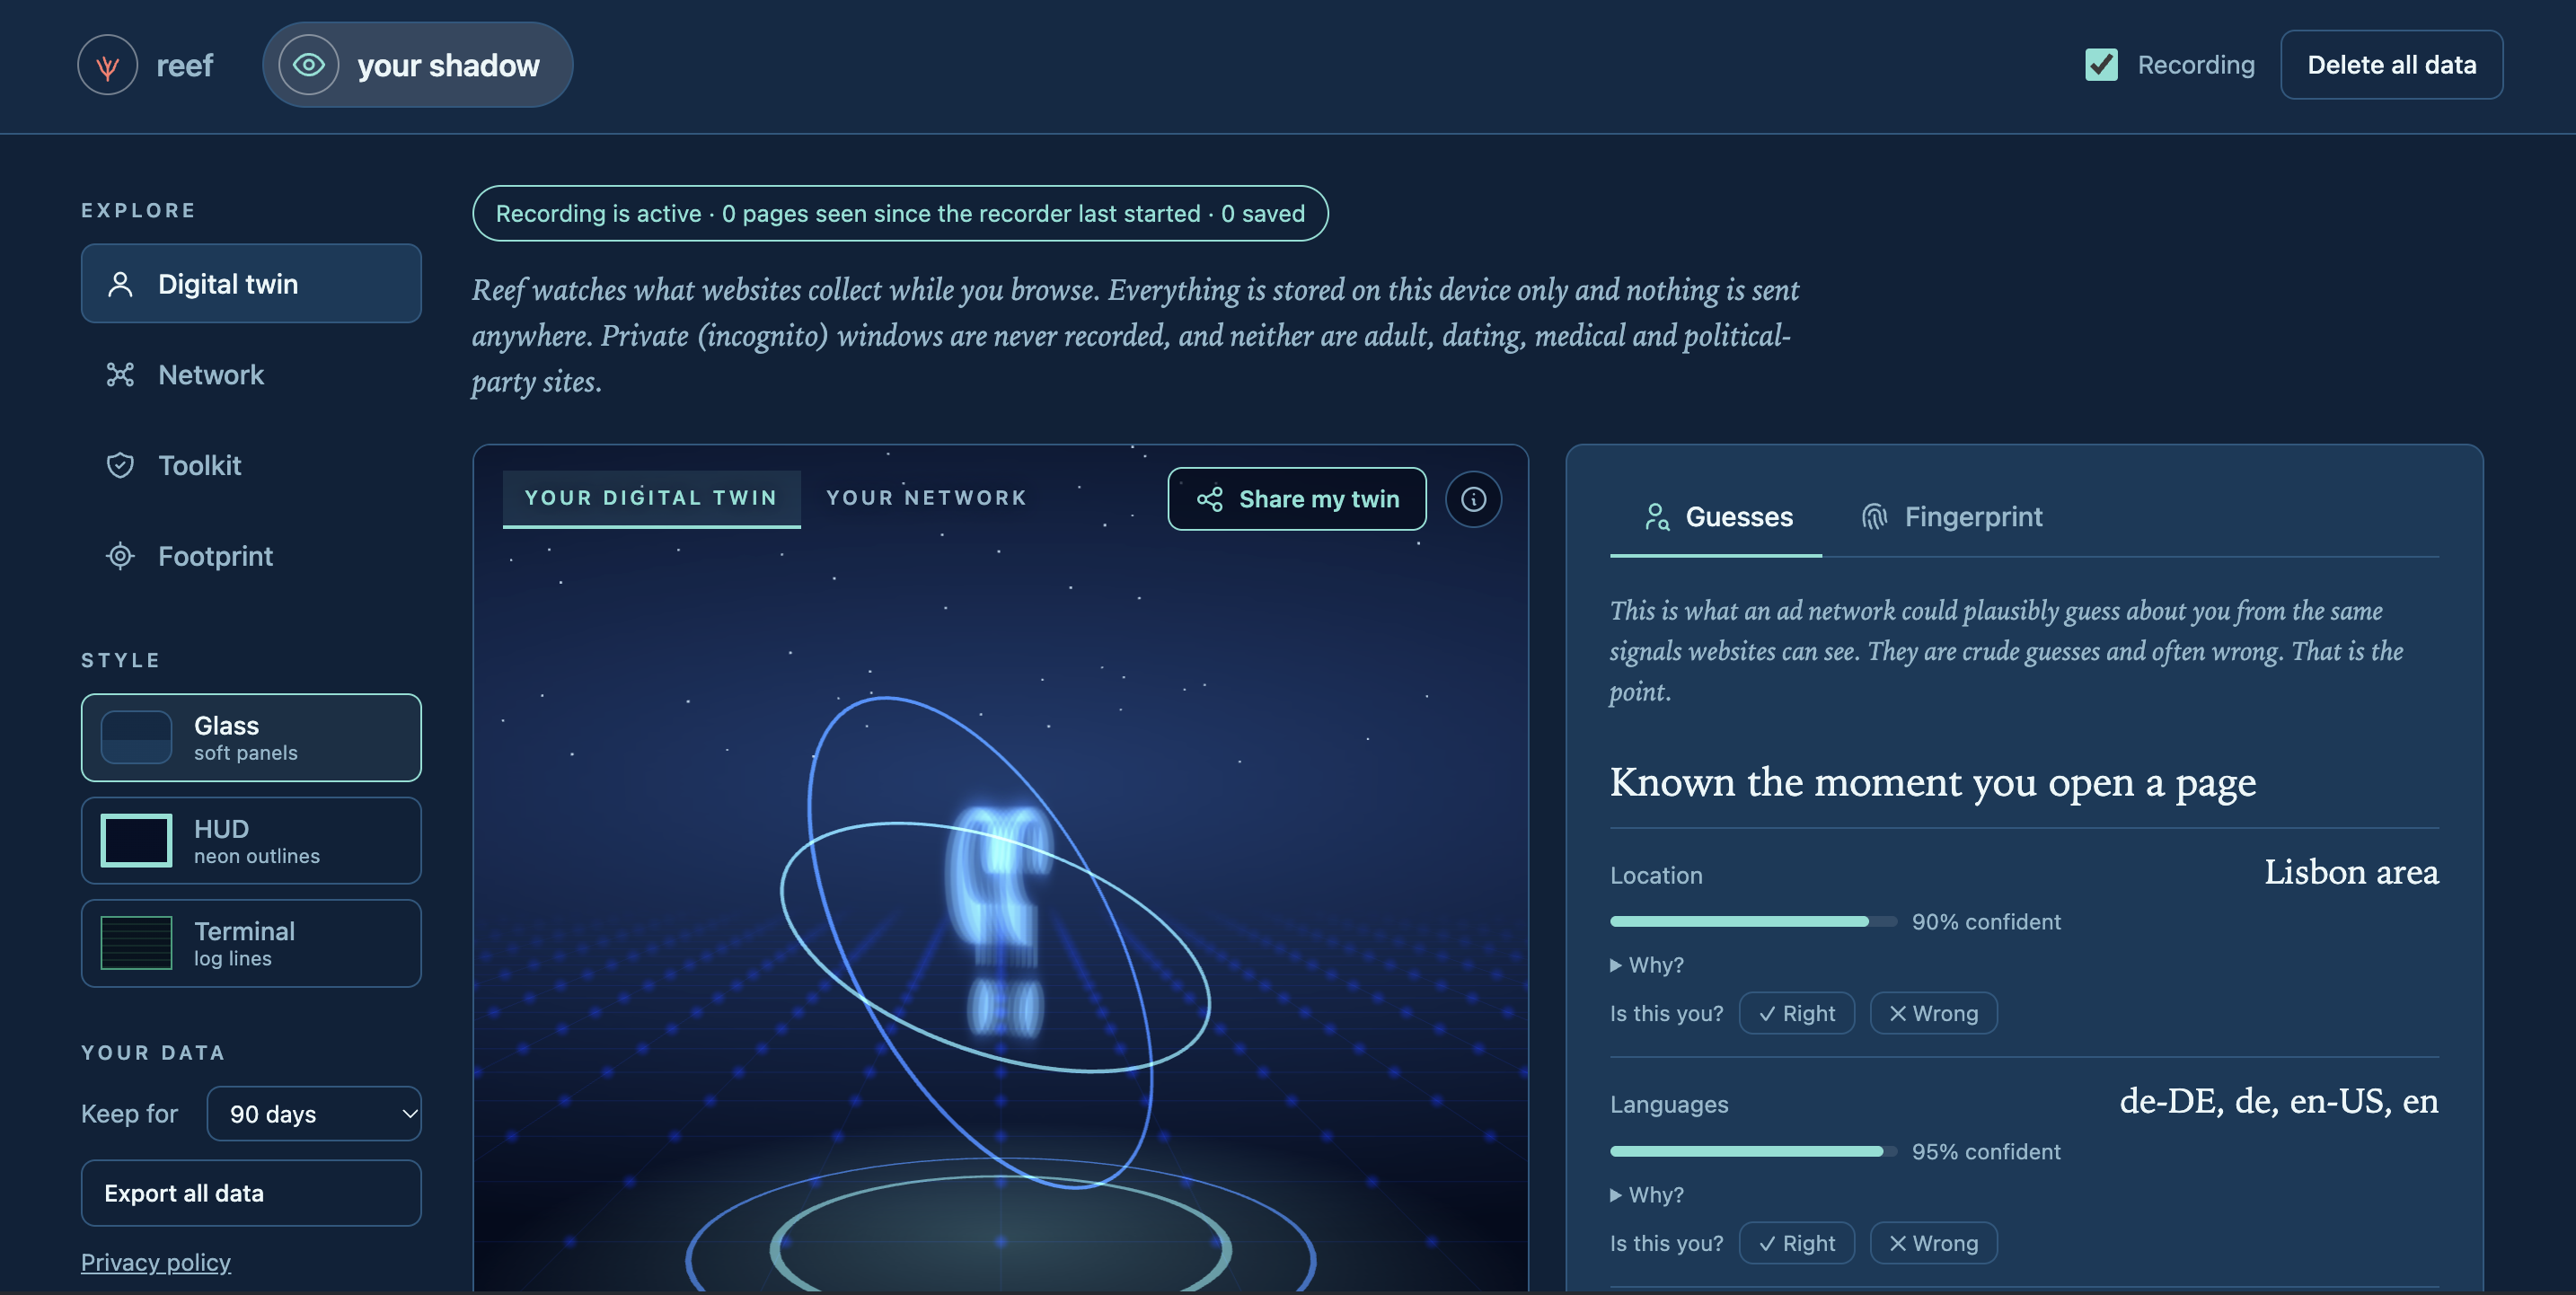 reef
your shadow
Recording
Delete all data
EXPLORE
Digital twin
Network
Toolkit
Footprint
STYLE
Glass
soft panels
HUD
neon outlines
Terminal
log lines
YOUR DATA
Keep for
90 days
Export all data
Privacy policy
Recording is active · 0 pages seen since the recorder last started · 0 saved
Reef watches what websites collect while you browse. Everything is stored on this device only and nothing is sent
anywhere. Private (incognito) windows are never recorded, and neither are adult, dating, medical and political-
party sites.
YOUR DIGITAL TWIN
YOUR NETWORK
Share my twin
?
Guesses
Fingerprint
This is what an ad network could plausibly guess about you from the same
signals websites can see. They are crude guesses and often wrong. That is the
point.
Known the moment you open a page
Location
Lisbon area
90% confident
Why?
Is this you?
Right
Wrong
Languages
de-DE, de, en-US, en
95% confident
Why?
Is this you?
Right
Wrong